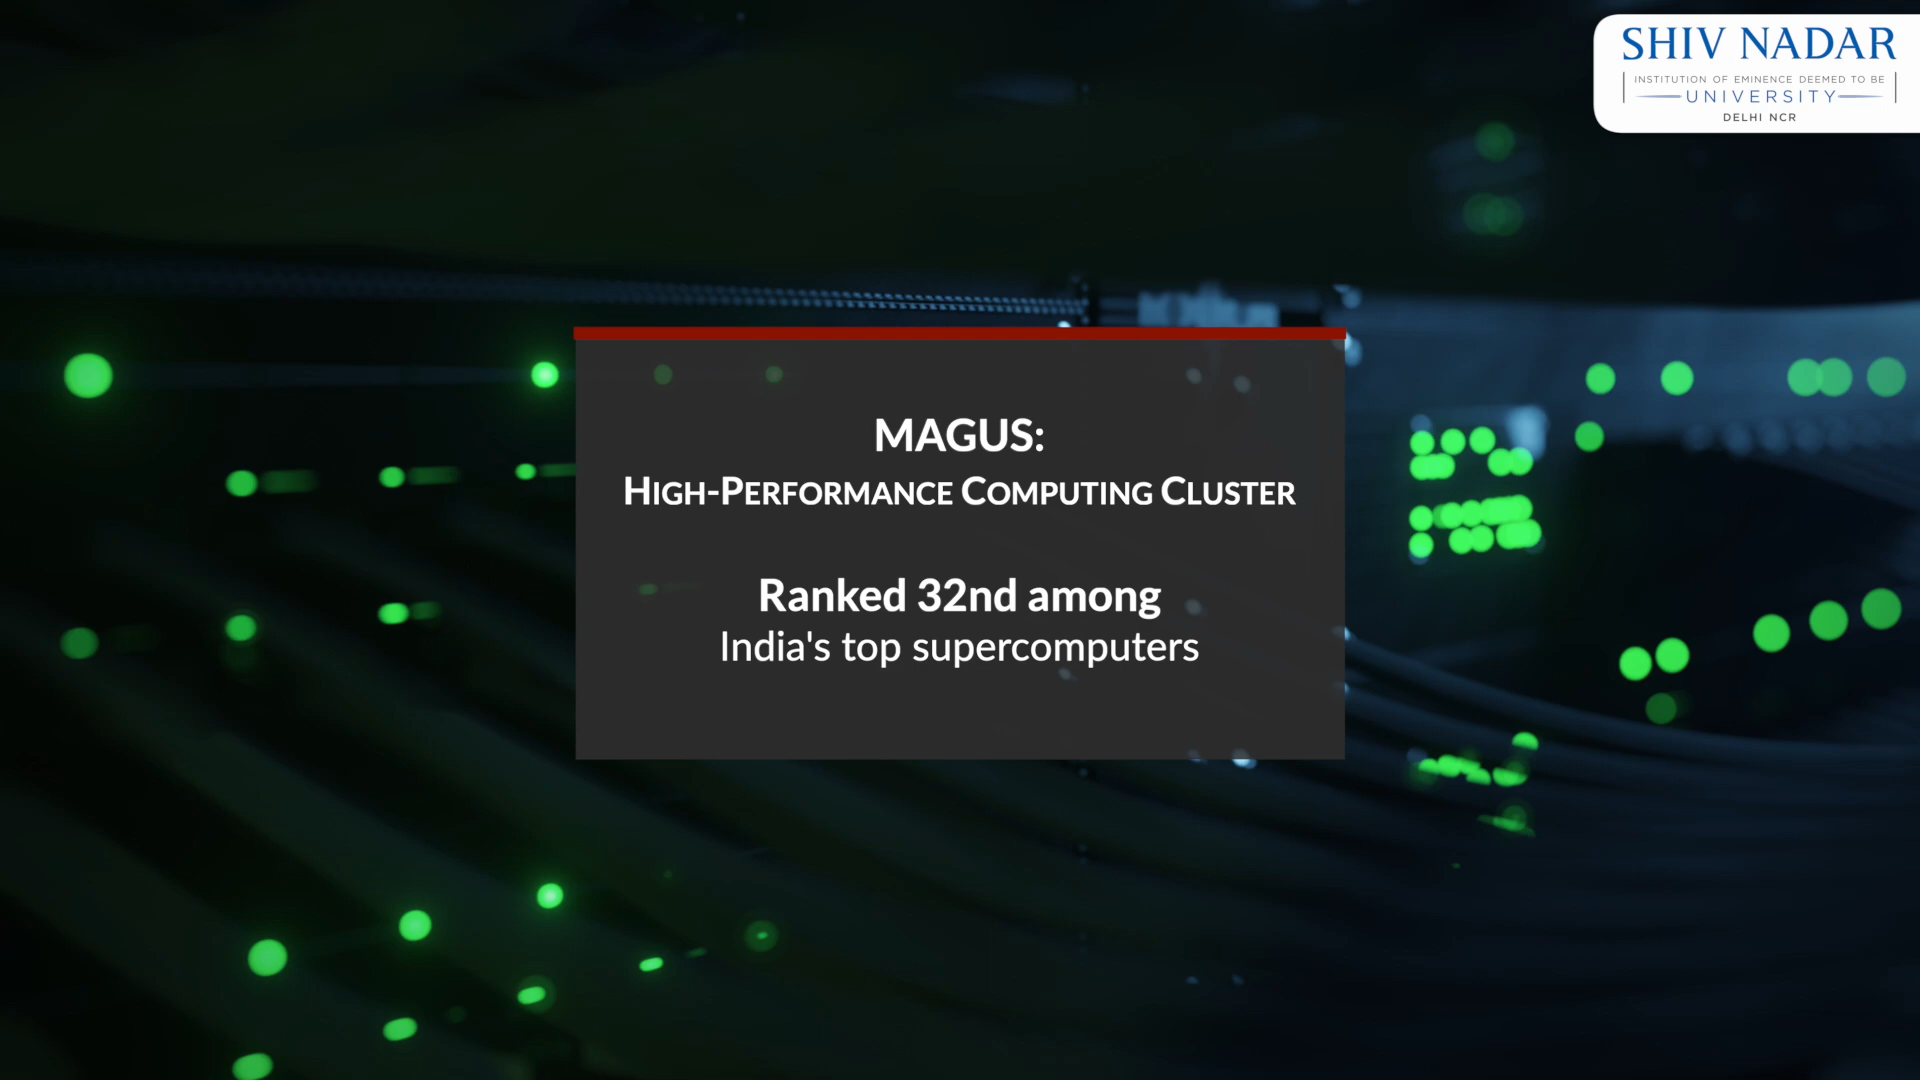 SHIV NADAR
INSTITUTION OF EMINENCE DEEMED TO BE
UNIVERSITY
DELHI NCR
MAGUS:
HIGH-PERFORMANCE COMPUTING CLUSTER
Ranked 32nd among
India's top supercomputers